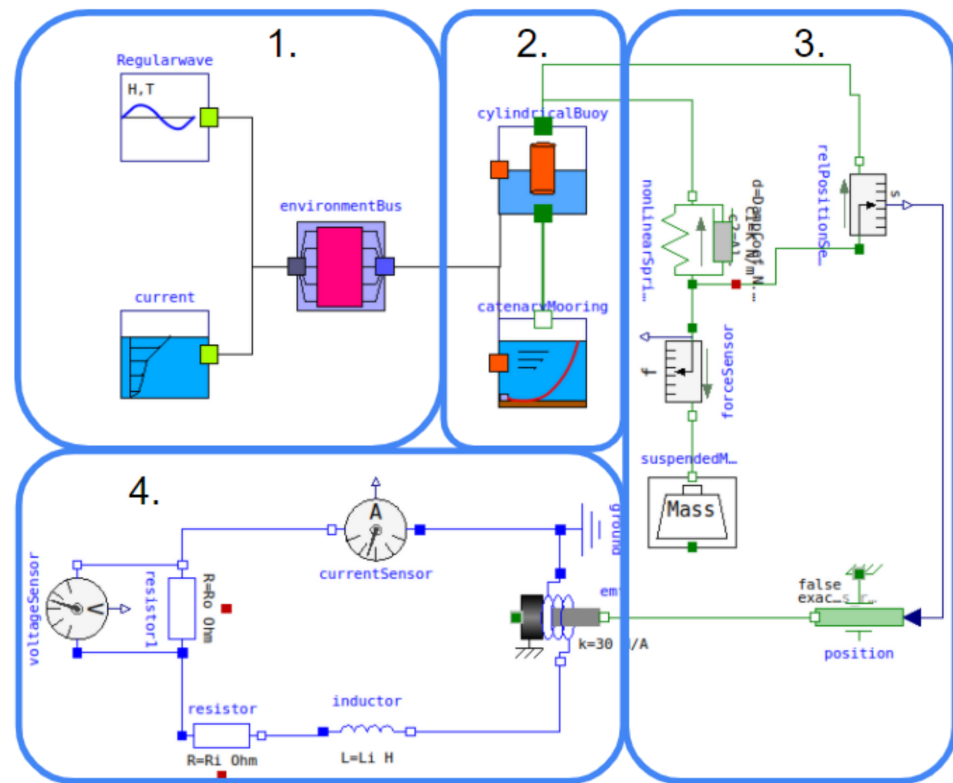 1.
Regularwave
H,T
environmentBus
current
2.
cylindricalBuoy
catenaryMooring
3.
relPositionSe…
s
nonLinearSpri…
forceSensor
f
suspendedM…
Mass
false
exac…
position
4.
A
currentSensor
ground
voltageSensor
V
resistor1
R=Ro Ohm
k=30 N/A
resistor
R=Ri Ohm
inductor
L=Li H